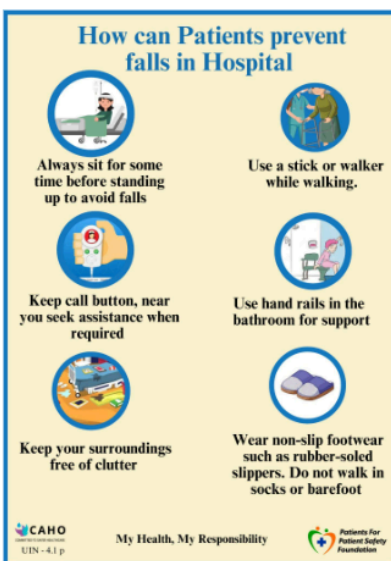 How can Patients prevent
falls in Hospital
Always sit for some
time before standing
up to avoid falls
Use a stick or walker
while walking.
Keep call button, near
you seek assistance when
required
Use hand rails in the
bathroom for support
Keep your surroundings
free of clutter
Wear non-slip footwear
such as rubber-soled
slippers. Do not walk in
socks or barefoot
CAHO
UIN - 4.1 p
My Health, My Responsibility
Patients For
Patient Safety
Foundation